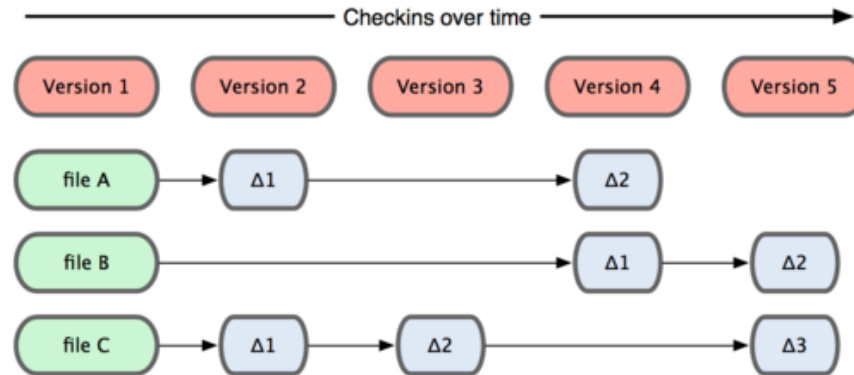 Checkins over time
Version 1 Version 2 Version 3 Version 4 Version 5
file A Δ1 Δ2
file B Δ1 Δ2
file C Δ1 Δ2 Δ3